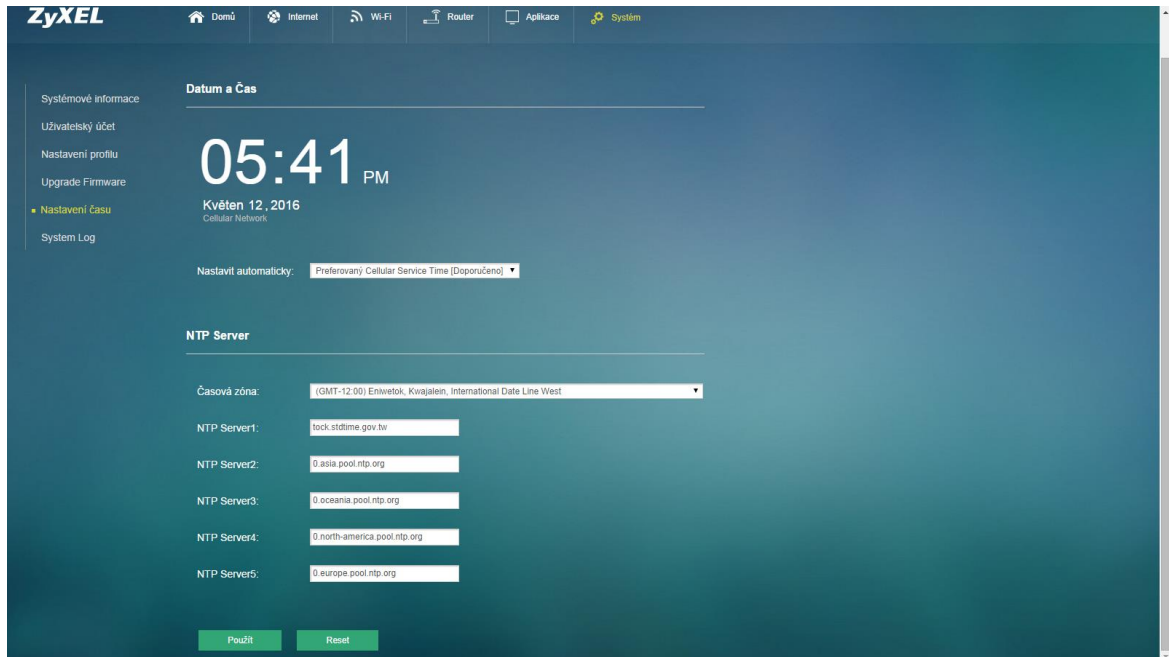 ZyXEL
Domů
Internet
Wi-Fi
Router
Aplikace
Systém
Systémové informace
Uživatelský účet
Nastavení profilu
Upgrade Firmware
Nastavení času
System Log
Datum a Čas
05:41 PM
Květen 12 , 2016
Cellular Network
Nastavit automaticky: Preferovaný Cellular Service Time [Doporučeno]
NTP Server
Časová zóna: (GMT-12:00) Eniwetok, Kwajalein, International Date Line West
NTP Server1: tock.stdtime.gov.tw
NTP Server2: 0.asia.pool.ntp.org
NTP Server3: 0.oceania.pool.ntp.org
NTP Server4: 0.north-america.pool.ntp.org
NTP Server5: 0.europe.pool.ntp.org
Použít
Reset